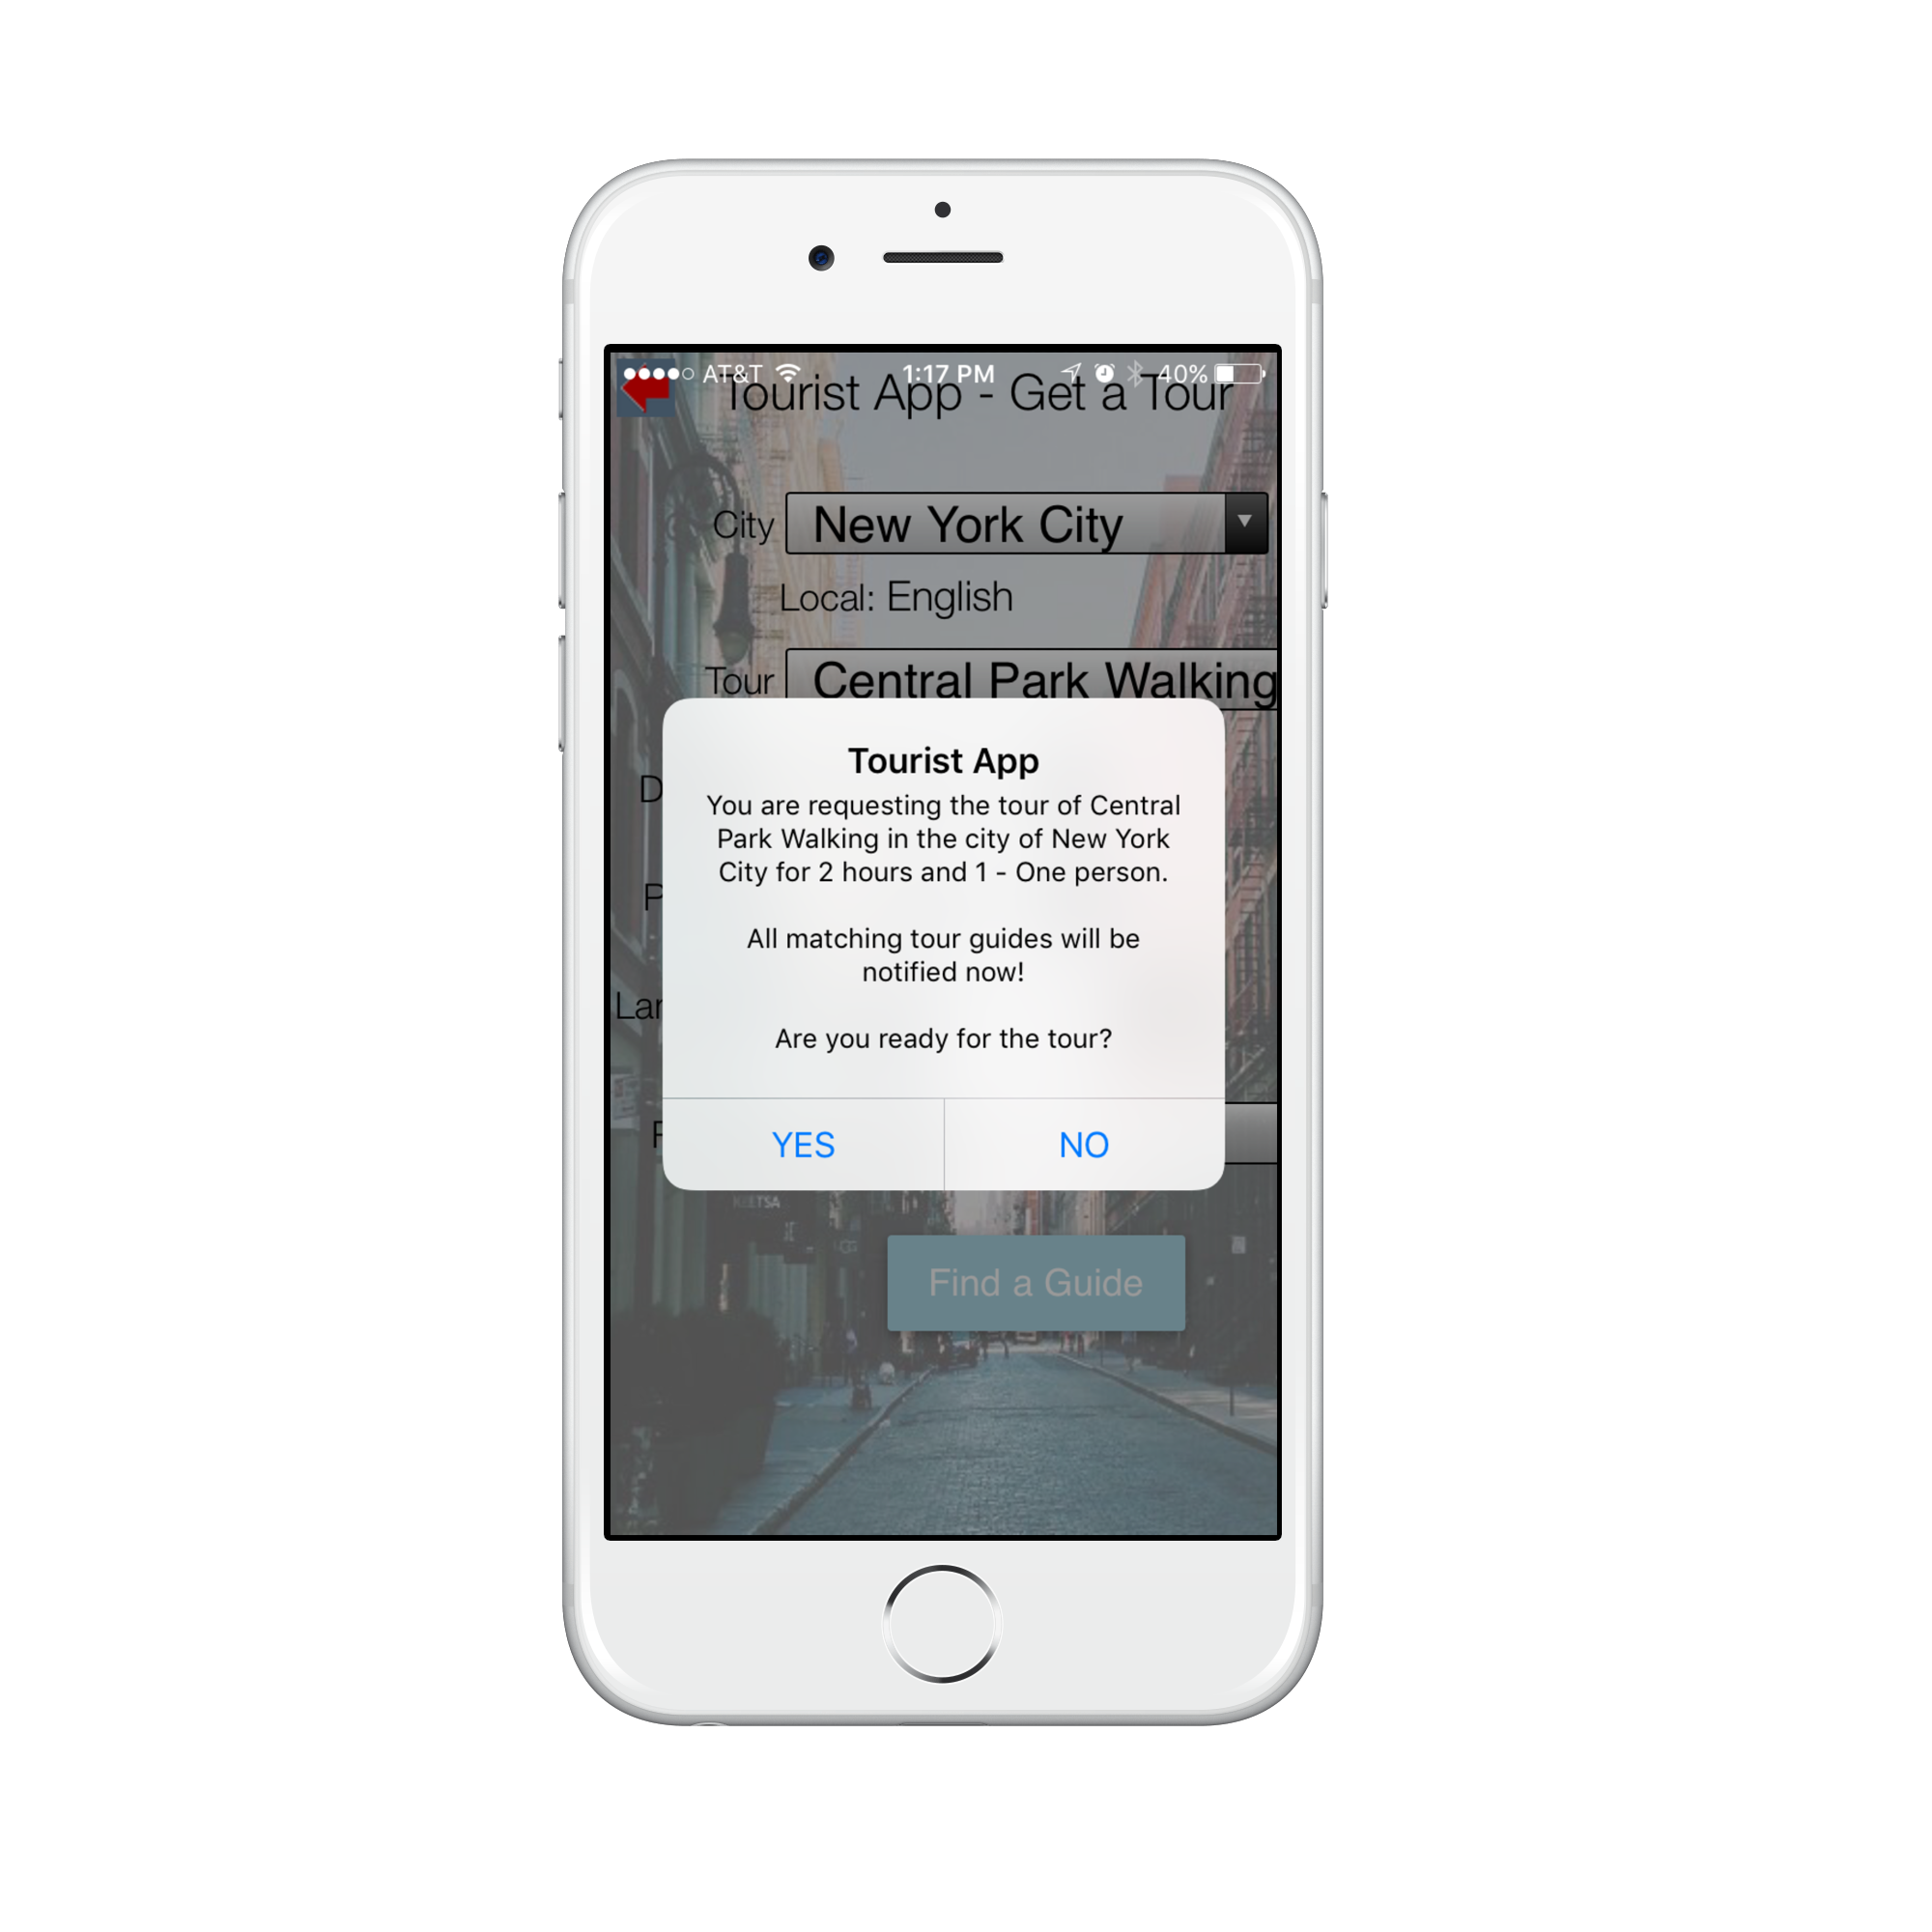 AT&T 1:17 PM 40%
Tourist App - Get a Tour
City New York City
Local: English
Tour Central Park Walking
Tourist App
You are requesting the tour of Central
Park Walking in the city of New York
City for 2 hours and 1 - One person.
All matching tour guides will be
notified now!
Are you ready for the tour?
YES NO
KEETSA
Find a Guide